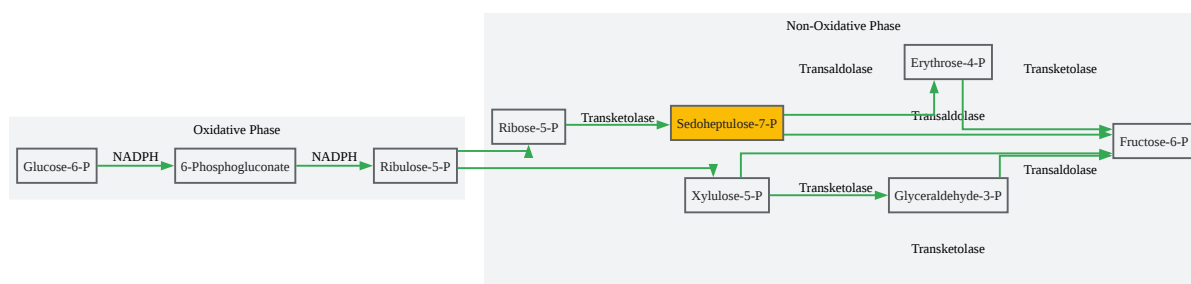 Non-Oxidative Phase
Transaldolase
Erythrose-4-P
Transketolase
Oxidative Phase
Ribose-5-P
Transketolase
Sedoheptulose-7-P
Transaldolase
Fructose-6-P
Glucose-6-P
NADPH
6-Phosphogluconate
NADPH
Ribulose-5-P
Xylulose-5-P
Transketolase
Glyceraldehyde-3-P
Transaldolase
Transketolase